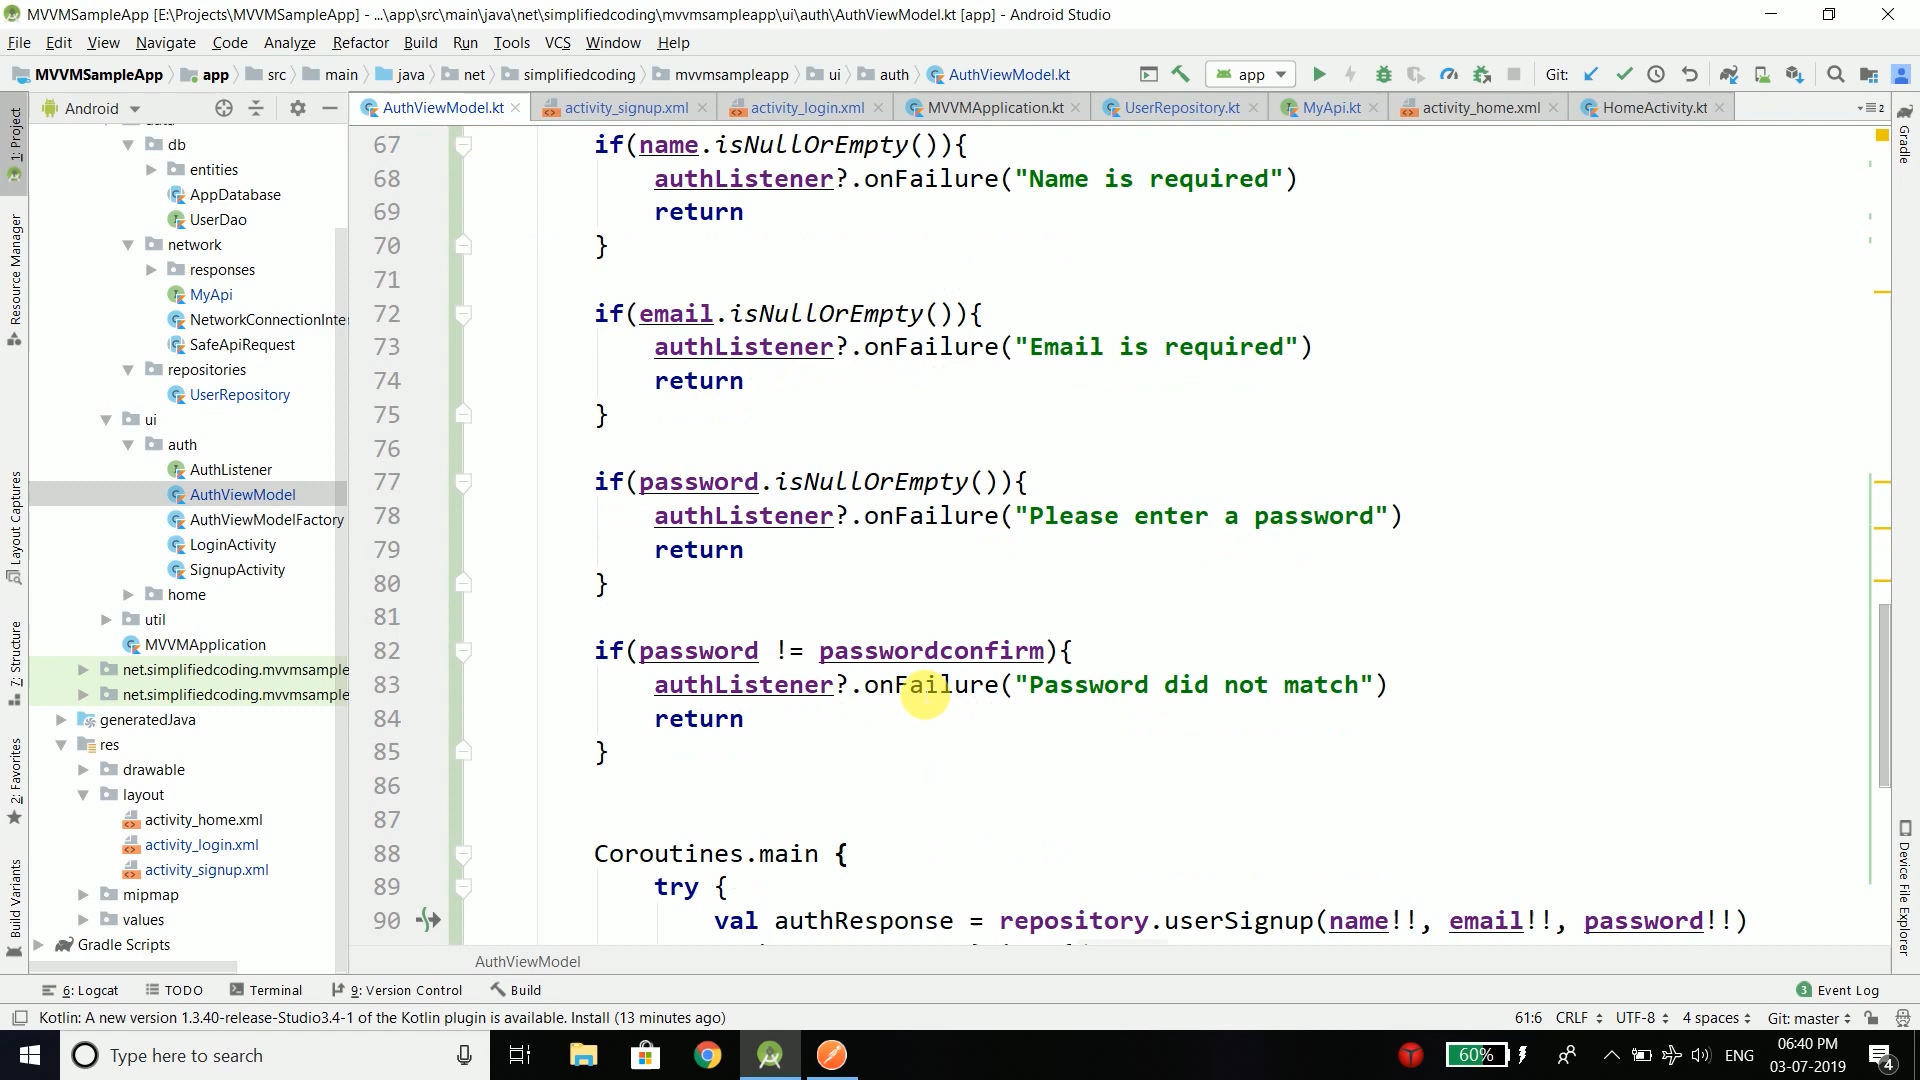 MVVMSampleApp [E:\Projects\MVVMSampleApp] - ...\app\src\main\java\net\simplifiedcoding\mvvmsampleapp\ui\auth\AuthViewModel.kt [app] - Android Studio
File Edit View Navigate Code Analyze Refactor Build Run Tools VCS Window Help
MVVMSampleApp app src main java net simplifiedcoding mvvmsampleapp ui auth AuthViewModel.kt app Git:
Android
AuthViewModel.kt activity_signup.xml activity_login.xml MVVMApplication.kt UserRepository.kt MyApi.kt activity_home.xml HomeActivity.kt 2
1: Project
Resource Manager
Layout Captures
7: Structure
2: Favorites
Build Variants
db
entities
AppDatabase
UserDao
network
responses
MyApi
NetworkConnectionInte
SafeApiRequest
repositories
UserRepository
ui
auth
AuthListener
AuthViewModel
AuthViewModelFactory
LoginActivity
SignupActivity
home
util
MVVMApplication
net.simplifiedcoding.mvvmsample
net.simplifiedcoding.mvvmsample
generatedJava
res
drawable
layout
activity_home.xml
activity_login.xml
activity_signup.xml
mipmap
values
Gradle Scripts
67 if(name.isNullOrEmpty()){
68 authListener?.onFailure("Name is required")
69 return
70 }
71
72 if(email.isNullOrEmpty()){
73 authListener?.onFailure("Email is required")
74 return
75 }
76
77 if(password.isNullOrEmpty()){
78 authListener?.onFailure("Please enter a password")
79 return
80 }
81
82 if(password != passwordconfirm){
83 authListener?.onFailure("Password did not match")
84 return
85 }
86
87
88 Coroutines.main {
89 try {
90 val authResponse = repository.userSignup(name!!, email!!, password!!)
AuthViewModel
Gradle
Device File Explorer
6: Logcat TODO Terminal 9: Version Control Build 3 Event Log
Kotlin: A new version 1.3.40-release-Studio3.4-1 of the Kotlin plugin is available. Install (13 minutes ago) 61:6 CRLF UTF-8 4 spaces Git: master
Type here to search 60% ENG 06:40 PM
03-07-2019 4